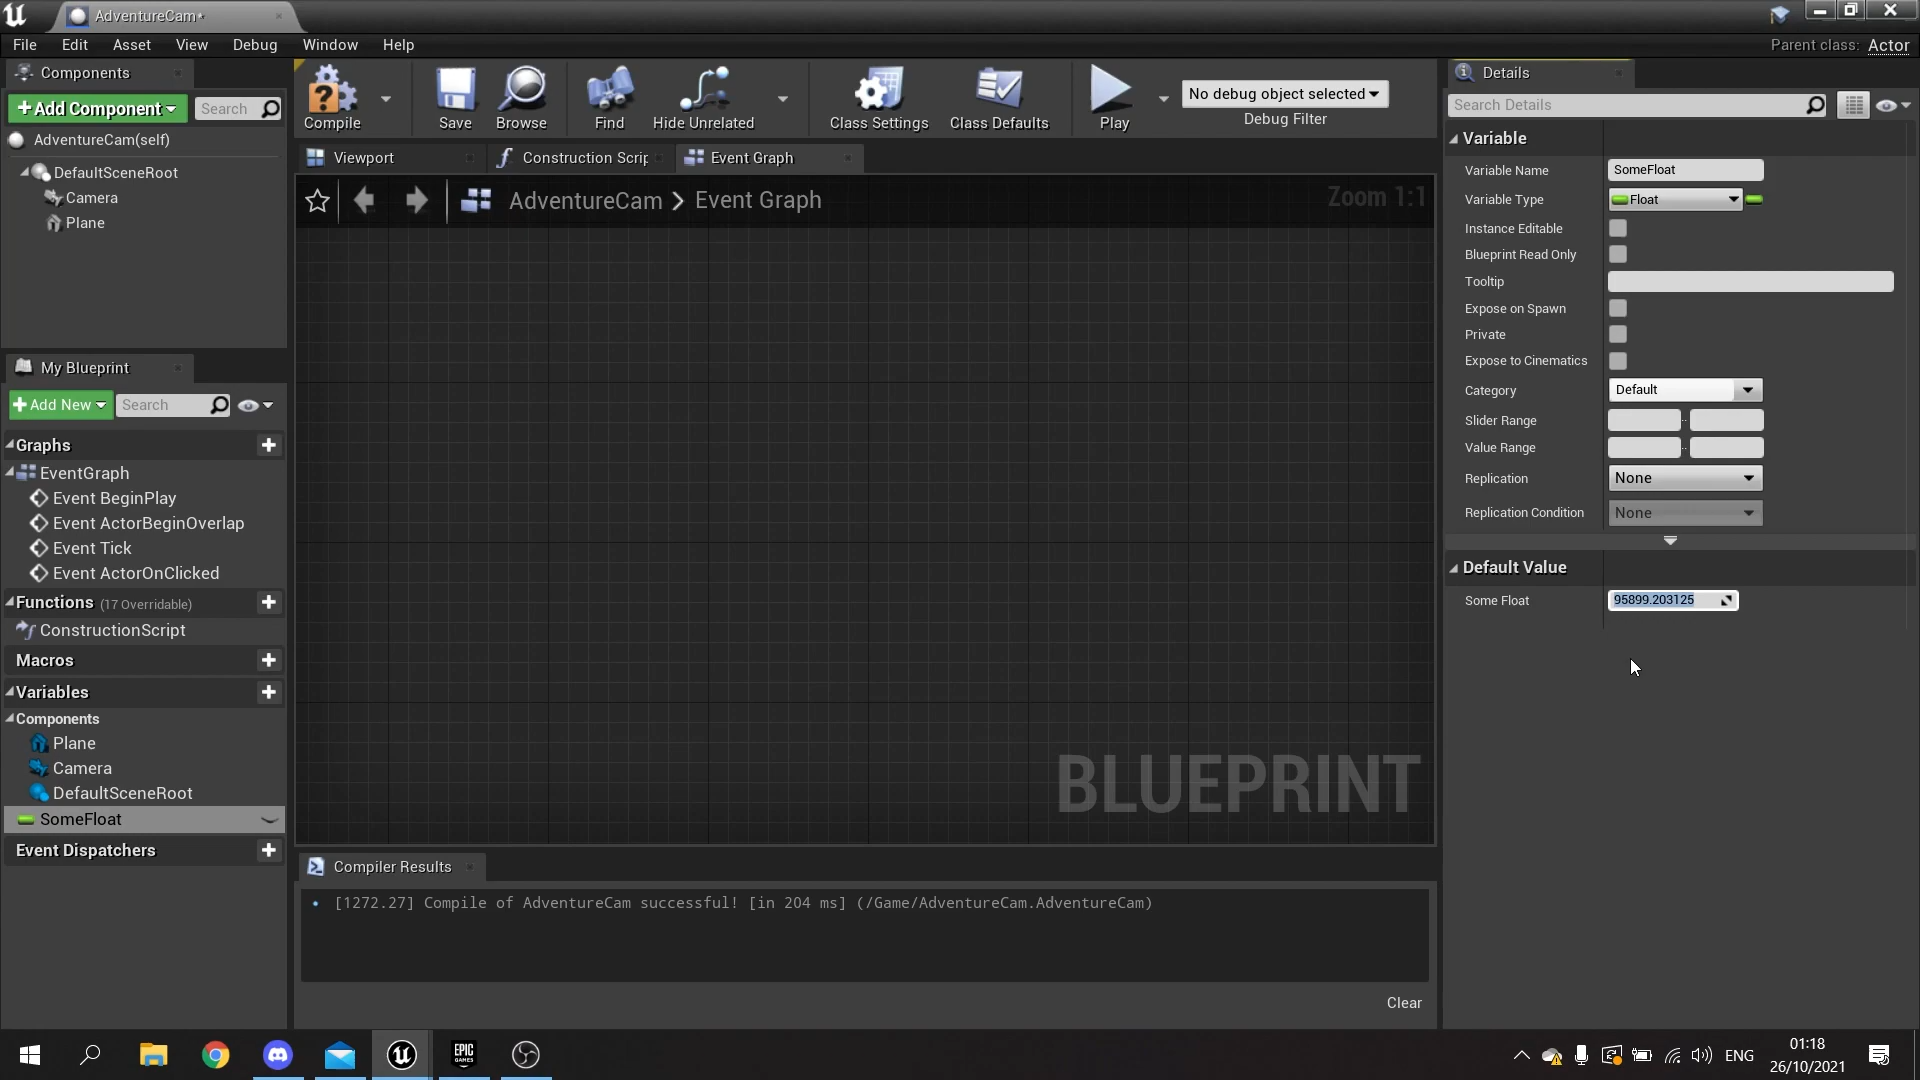 AdventureCam*
File Edit Asset View Debug Window Help
Parent class: Actor
Components
+Add Component
Search
AdventureCam(self)
DefaultSceneRoot
Camera
Plane
My Blueprint
+Add New
Search
Graphs
EventGraph
Event BeginPlay
Event ActorBeginOverlap
Event Tick
Event ActorOnClicked
Functions (17 Overridable)
ConstructionScript
Macros
Variables
Components
Plane
Camera
DefaultSceneRoot
SomeFloat
Event Dispatchers
Compile
Save
Browse
Find
Hide Unrelated
Class Settings
Class Defaults
Play
No debug object selected
Debug Filter
Viewport
Construction Scrip
Event Graph
AdventureCam > Event Graph
Zoom 1:1
BLUEPRINT
Compiler Results
[1272.27] Compile of AdventureCam successful! [in 204 ms] (/Game/AdventureCam.AdventureCam)
Clear
Details
Search Details
Variable
Variable Name SomeFloat
Variable Type Float
Instance Editable
Blueprint Read Only
Tooltip
Expose on Spawn
Private
Expose to Cinematics
Category Default
Slider Range
Value Range
Replication None
Replication Condition None
Default Value
Some Float 95899.203125
EPIC
GAMES
ENG
01:18
26/10/2021